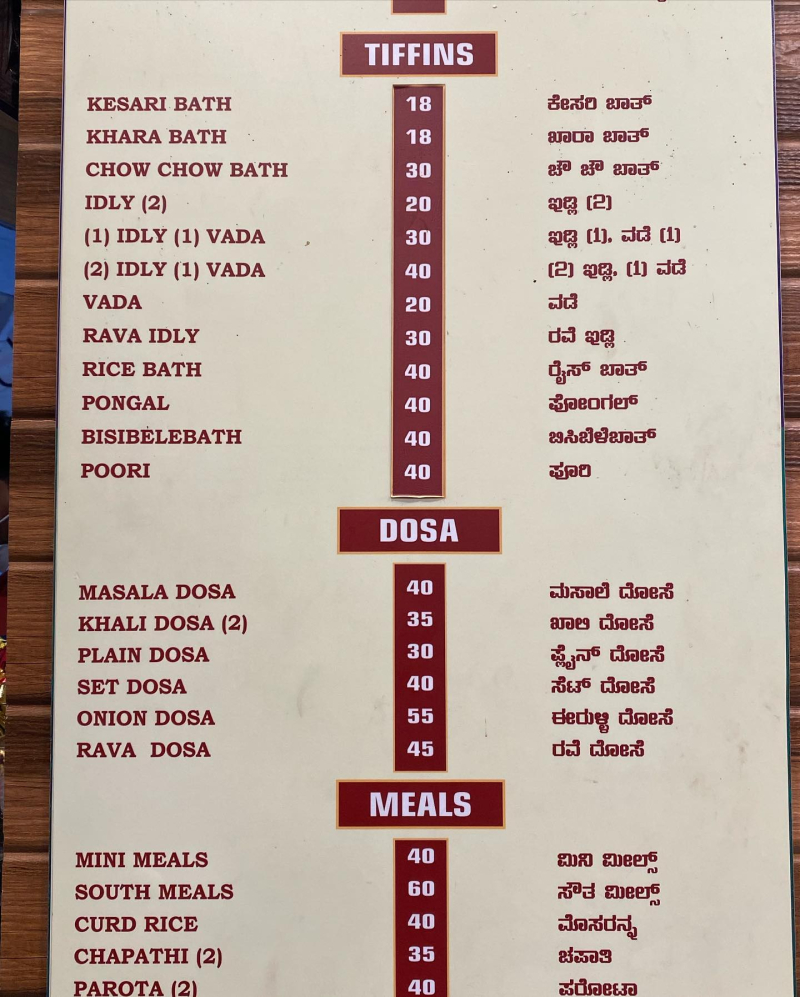 TIFFINS
KESARI BATH 18 ಕೇಸರಿ ಬಾತ್
KHARA BATH 18 ಖಾರಾ ಬಾತ್
CHOW CHOW BATH 30 ಚೌ ಚೌ ಬಾತ್
IDLY (2) 20 ಇಡ್ಲಿ (2)
(1) IDLY (1) VADA 30 ಇಡ್ಲಿ (1), ವಡೆ (1)
(2) IDLY (1) VADA 40 (2) ಇಡ್ಲಿ, (1) ವಡೆ
VADA 20 ವಡೆ
RAVA IDLY 30 ರವೆ ಇಡ್ಲಿ
RICE BATH 40 ರೈಸ್ ಬಾತ್
PONGAL 40 ಪೋಂಗಲ್
BISIBELEBATH 40 ಬಿಸಿಬೆಳೆಬಾತ್
POORI 40 ಪೂರಿ
DOSA
MASALA DOSA 40 ಮಸಾಲೆ ದೋಸೆ
KHALI DOSA (2) 35 ಖಾಲಿ ದೋಸೆ
PLAIN DOSA 30 ಪ್ಲೈನ್ ದೋಸೆ
SET DOSA 40 ಸೆಟ್ ದೋಸೆ
ONION DOSA 55 ಈರುಳ್ಳಿ ದೋಸೆ
RAVA DOSA 45 ರವೆ ದೋಸೆ
MEALS
MINI MEALS 40 ಮಿನಿ ಮೀಲ್ಸ್
SOUTH MEALS 60 ಸೌತ ಮೀಲ್ಸ್
CURD RICE 40 ಮೊಸರನ್ನ
CHAPATHI (2) 35 ಚಪಾತಿ
PAROTA (2) 40 ಪರೋಟಾ